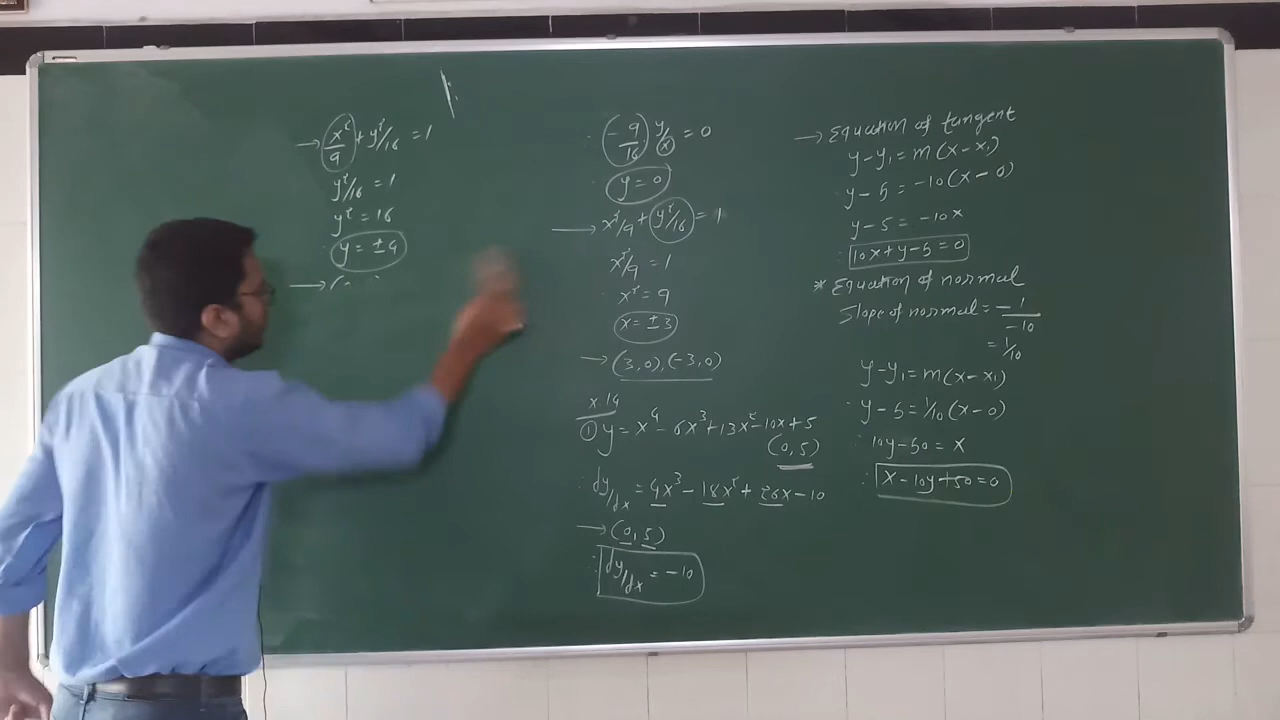 → x²/9 + y²/16 = 1
y²/16 = 1
y² = 16
∴ y = ±4
→ (
∴ (-9/16) y/x = 0
∴ y = 0
→ x²/9 + y²/16 = 1
x²/9 = 1
∴ x² = 9
x = ±3
→ (3,0), (-3,0)
x.14
① y = x⁴ - 6x³ + 13x² - 10x + 5
(0,5)
∴ dy/dx = 4x³ - 18x² + 26x - 10
→ (0,5)
∴ dy/dx = -10
→ Equation of tangent
y - y₁ = m(x - x₁)
∴ y - 5 = -10(x - 0)
∴ y - 5 = -10x
∴ 10x + y - 5 = 0
* Equation of normal
Slope of normal = -1/-10
= 1/10
y - y₁ = m(x - x₁)
∴ y - 5 = 1/10 (x - 0)
∴ 10y - 50 = x
∴ x - 10y + 50 = 0